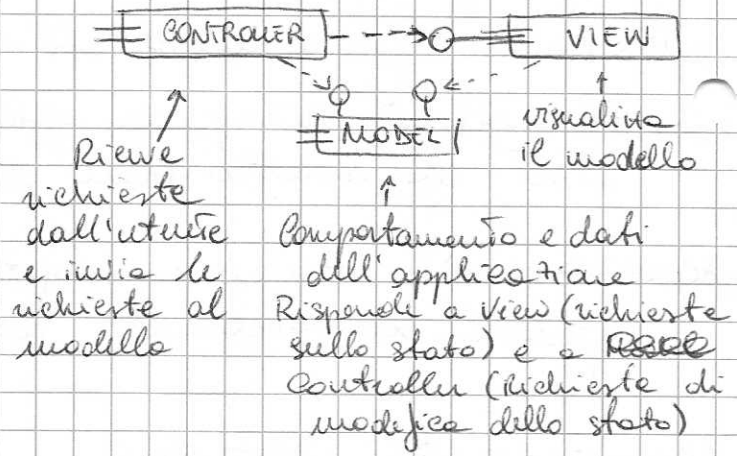 CONTROLLER
VIEW
MODEL
visualizza
il modello
Riceve
richieste
dall'utente
e invia le
richieste al
modello
Comportamento e dati
dell'applicazione
Risponde a View (richieste
sullo stato) e a
Controller (richieste di
modifica dello stato)